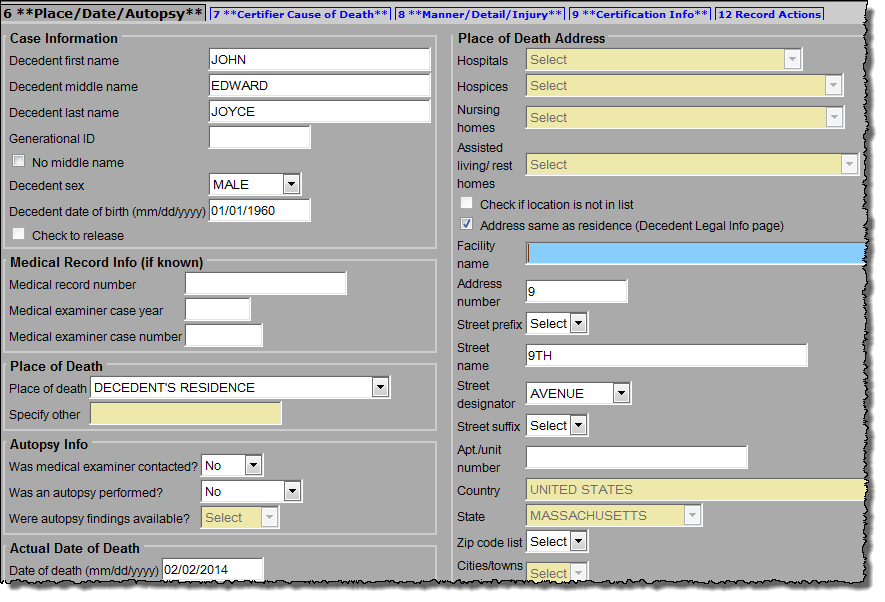 6 **Place/Date/Autopsy** 7 **Certifier Cause of Death** 8 **Manner/Detail/Injury** 9 **Certification Info** 12 Record Actions
Case Information
Decedent first name JOHN
Decedent middle name EDWARD
Decedent last name JOYCE
Generational ID
No middle name
Decedent sex MALE
Decedent date of birth (mm/dd/yyyy) 01/01/1960
Check to release
Medical Record Info (if known)
Medical record number
Medical examiner case year
Medical examiner case number
Place of Death
Place of death DECEDENT'S RESIDENCE
Specify other
Autopsy Info
Was medical examiner contacted? No
Was an autopsy performed? No
Were autopsy findings available? Select
Actual Date of Death
Date of death (mm/dd/yyyy) 02/02/2014
Place of Death Address
Hospitals Select
Hospices Select
Nursing
homes Select
Assisted
living/ rest Select
homes
Check if location is not in list
Address same as residence (Decedent Legal Info page)
Facility
name
Address
number 9
Street prefix Select
Street
name 9TH
Street
designator AVENUE
Street suffix Select
Apt./unit
number
Country UNITED STATES
State MASSACHUSETTS
Zip code list Select
Cities/towns Select